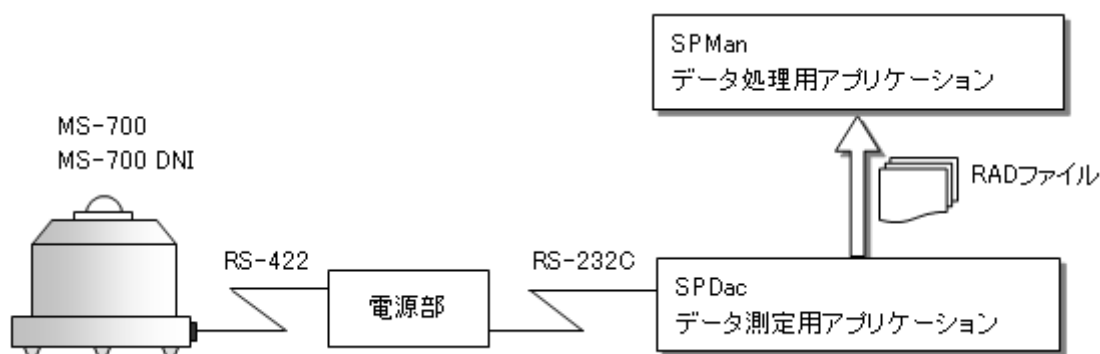 SPMan
データ処理用アプリケーション
MS-700
MS-700 DNI
RADファイル
RS-422
RS-232C
電源部
SPDac
データ測定用アプリケーション